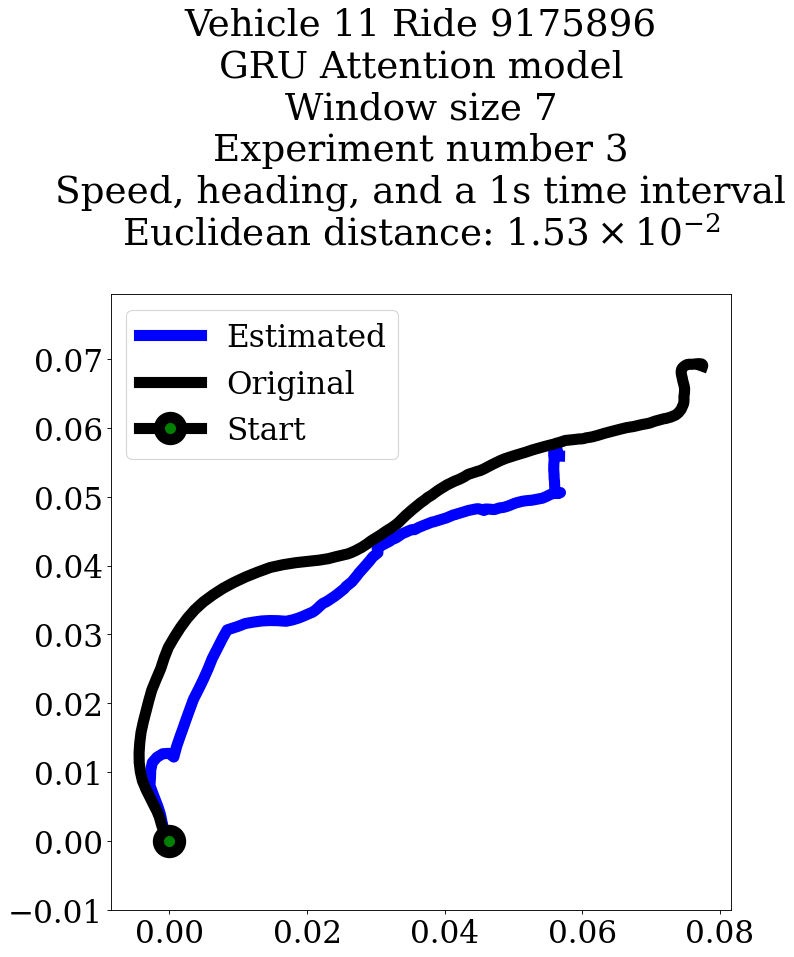 Vehicle 11 Ride 9175896
GRU Attention model
Window size 7
Experiment number 3
Speed, heading, and a 1s time interval
Euclidean distance: 1.53 × 10⁻²
Estimated
Original
Start
0.07
0.06
0.05
0.04
0.03
0.02
0.01
0.00
−0.01
0.00 0.02 0.04 0.06 0.08